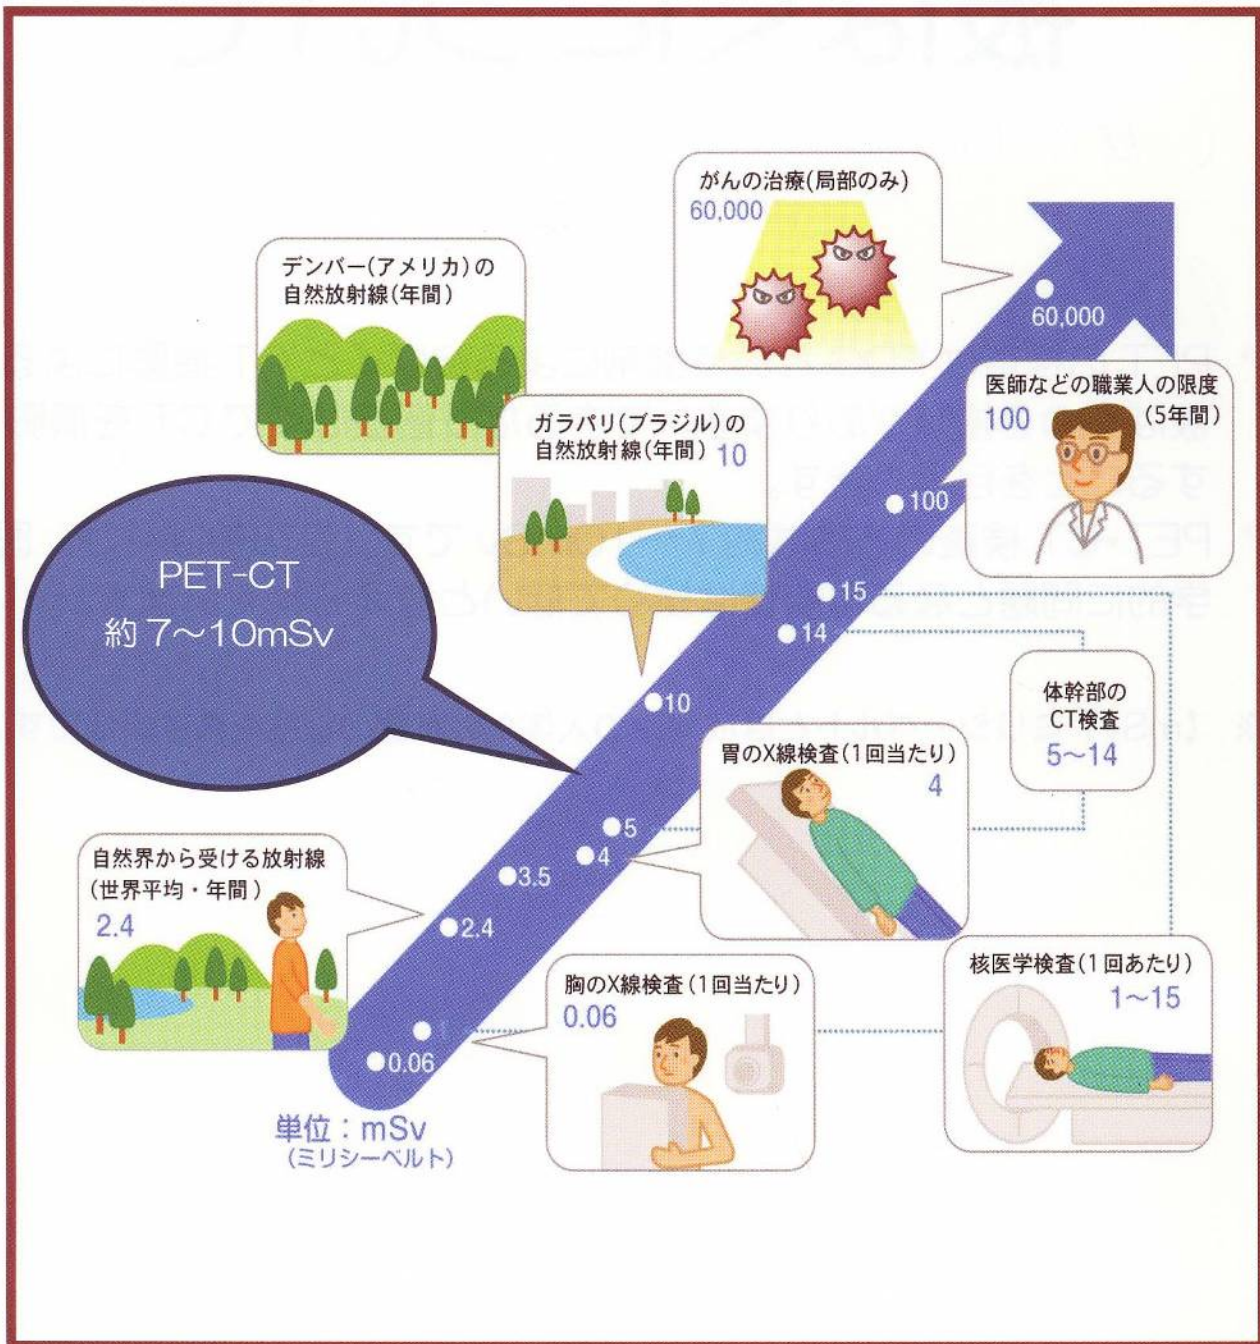 がんの治療(局部のみ)
60,000
デンバー(アメリカ)の
自然放射線(年間)
60,000
医師などの職業人の限度
100
(5年間)
ガラパリ(ブラジル)の
自然放射線(年間)
10
100
PET-CT
約7～10mSv
15
14
体幹部の
CT検査
5～14
10
胃のX線検査(1回当たり)
4
5
4
自然界から受ける放射線
(世界平均・年間)
2.4
3.5
2.4
核医学検査(1回あたり)
1～15
胸のX線検査(1回当たり)
0.06
1
0.06
単位：mSv
(ミリシーベルト)